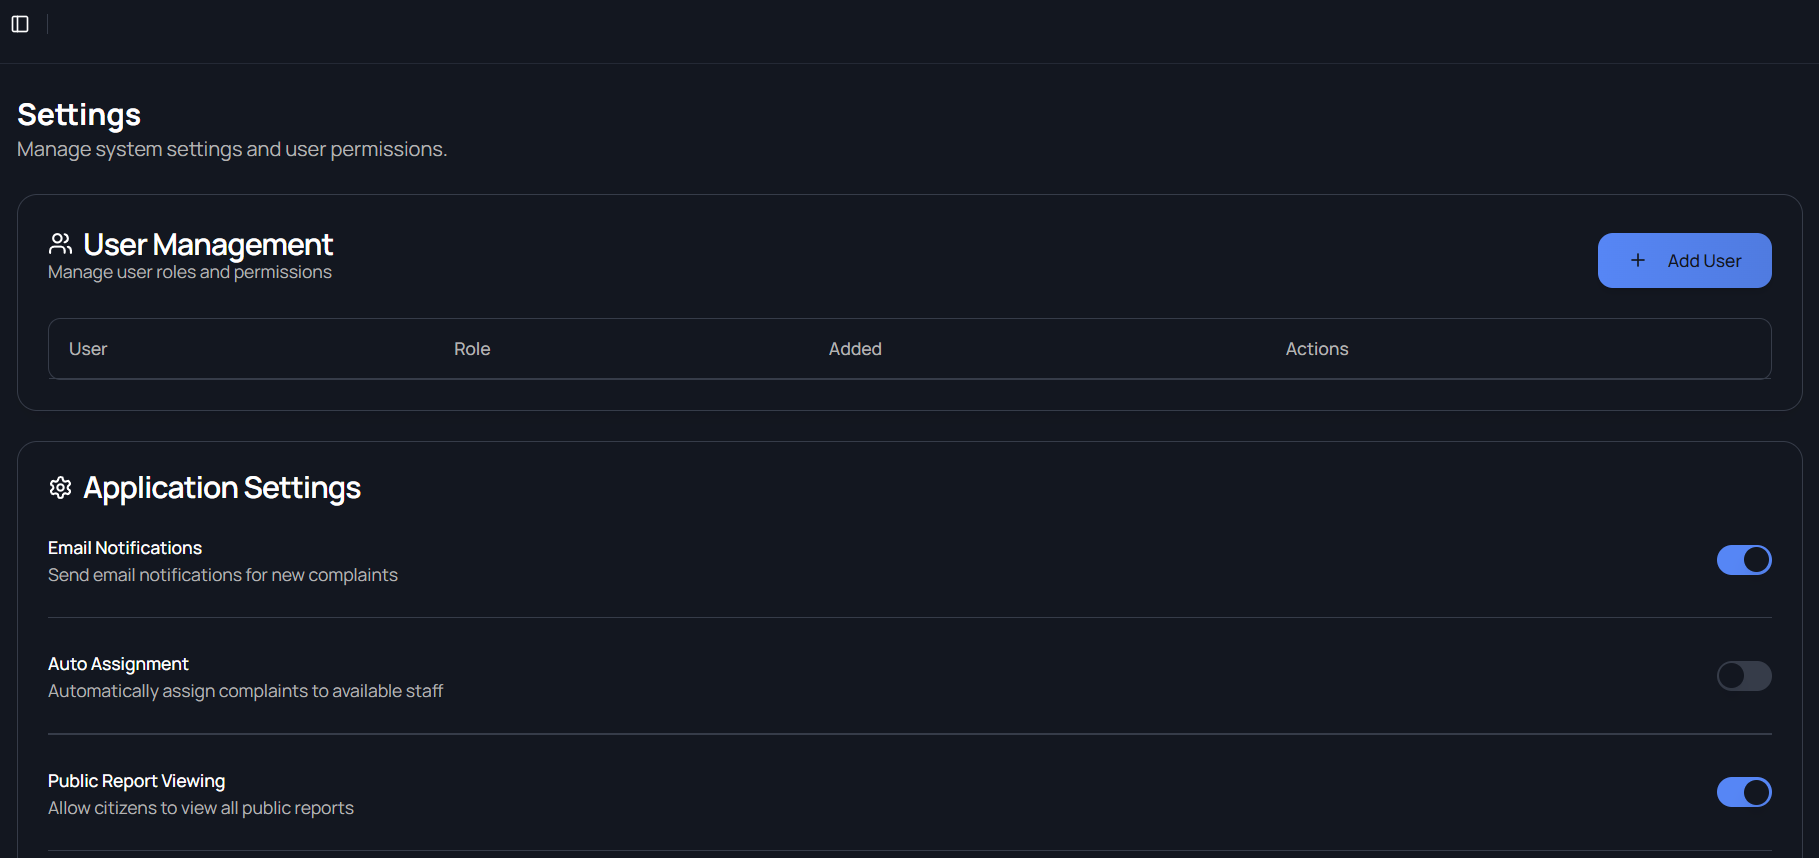 Settings
Manage system settings and user permissions.
User Management
Manage user roles and permissions
Add User
User Role Added Actions
Application Settings
Email Notifications
Send email notifications for new complaints
Auto Assignment
Automatically assign complaints to available staff
Public Report Viewing
Allow citizens to view all public reports